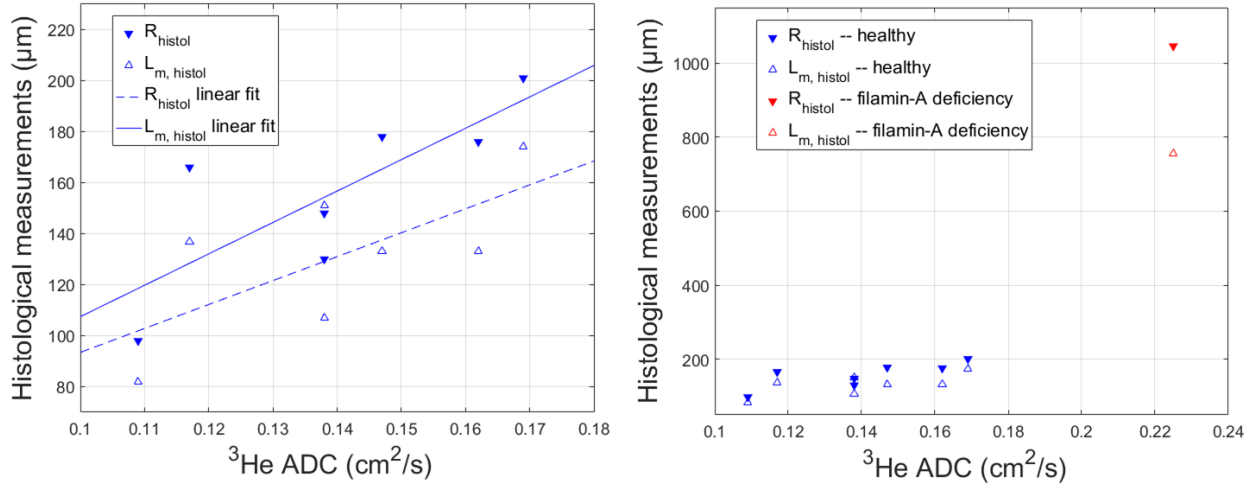 Histological measurements (μm)
220
200
180
160
140
120
100
80
R_histol
L_m, histol
R_histol linear fit
L_m, histol linear fit
0.1 0.11 0.12 0.13 0.14 0.15 0.16 0.17 0.18
³He ADC (cm²/s)
Histological measurements (μm)
1000
800
600
400
200
R_histol -- healthy
L_m, histol -- healthy
R_histol -- filamin-A deficiency
L_m, histol -- filamin-A deficiency
0.1 0.12 0.14 0.16 0.18 0.2 0.22 0.24
³He ADC (cm²/s)